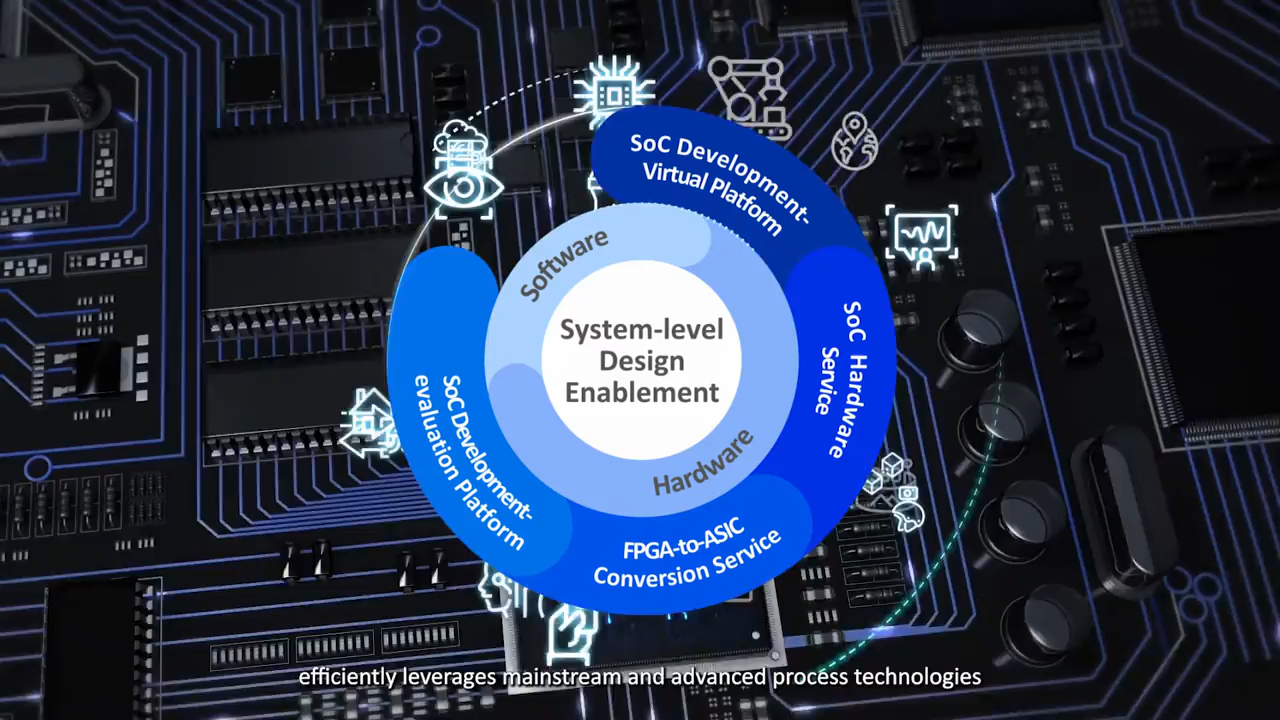 SoC Development-
Virtual Platform
Software
SoC Hardware
Service
System-level
Design
Enablement
SoC Development-
evaluation Platform
Hardware
FPGA-to-ASIC
Conversion Service
efficiently leverages mainstream and advanced process technologies